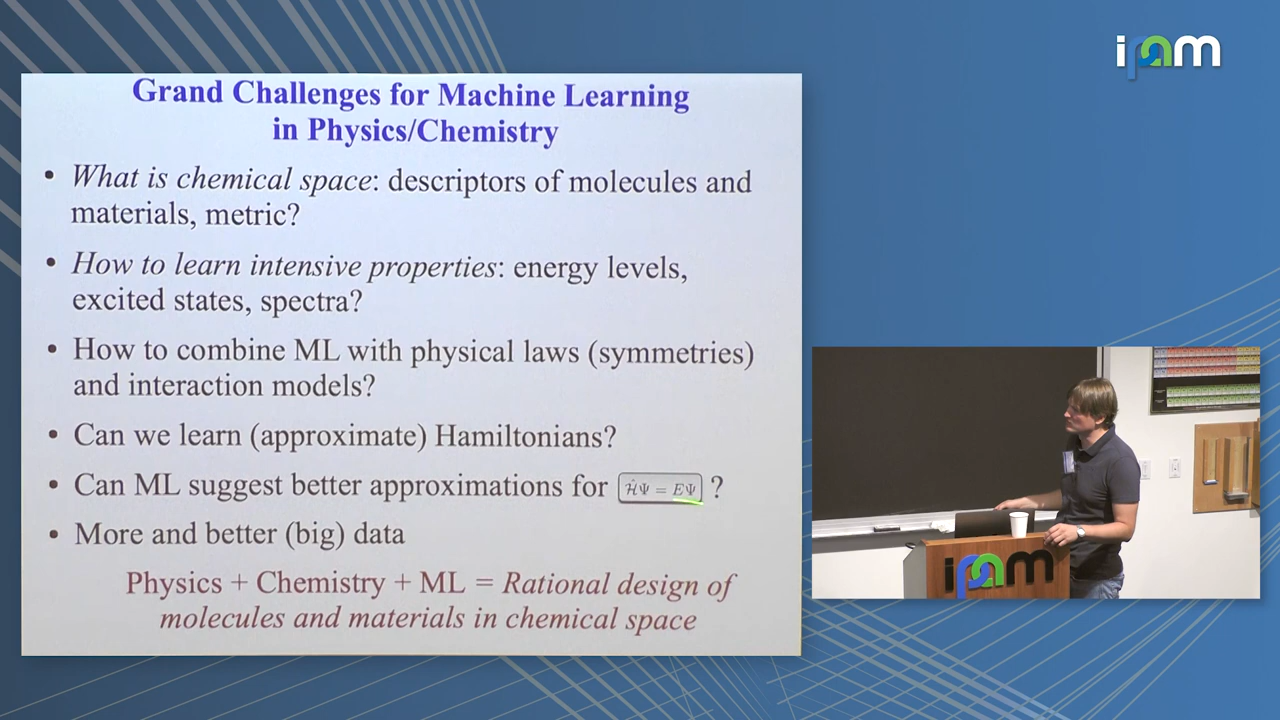 ipam
Grand Challenges for Machine Learning
in Physics/Chemistry
• What is chemical space: descriptors of molecules and
materials, metric?
• How to learn intensive properties: energy levels,
excited states, spectra?
• How to combine ML with physical laws (symmetries)
and interaction models?
• Can we learn (approximate) Hamiltonians?
• Can ML suggest better approximations for ĤΨ = EΨ ?
• More and better (big) data
Physics + Chemistry + ML = Rational design of
molecules and materials in chemical space
ipam